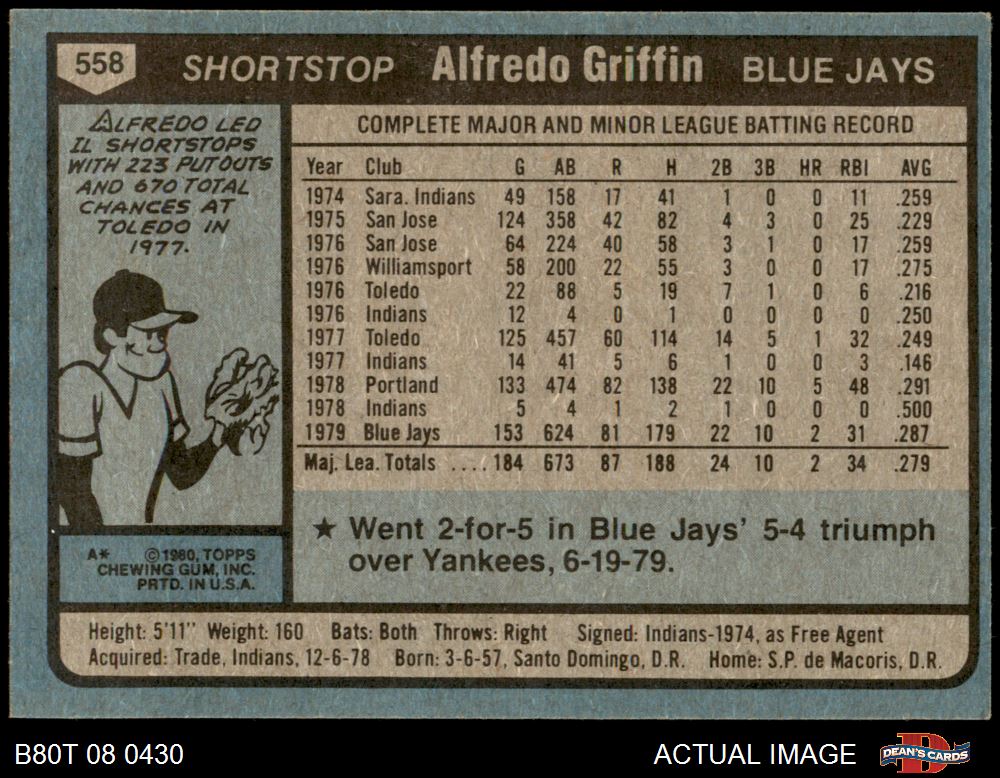 558 SHORTSTOP Alfredo Griffin BLUE JAYS
ALFREDO LED
IL SHORTSTOPS
WITH 223 PUTOUTS
AND 670 TOTAL
CHANCES AT
TOLEDO IN
1977.
COMPLETE MAJOR AND MINOR LEAGUE BATTING RECORD
Year Club G AB R H 2B 3B HR RBI AVG
1974 Sara. Indians 49 158 17 41 1 0 0 11 .259
1975 San Jose 124 358 42 82 4 3 0 25 .229
1976 San Jose 64 224 40 58 3 1 0 17 .259
1976 Williamsport 58 200 22 55 3 0 0 17 .275
1976 Toledo 22 88 5 19 7 1 0 6 .216
1976 Indians 12 4 0 1 0 0 0 0 .250
1977 Toledo 125 457 60 114 14 5 1 32 .249
1977 Indians 14 41 5 6 1 0 0 3 .146
1978 Portland 133 474 82 138 22 10 5 48 .291
1978 Indians 5 4 1 2 1 0 0 0 .500
1979 Blue Jays 153 624 81 179 22 10 2 31 .287
Maj. Lea. Totals .... 184 673 87 188 24 10 2 34 .279
★ Went 2-for-5 in Blue Jays' 5-4 triumph
over Yankees, 6-19-79.
A* ©1980, TOPPS
CHEWING GUM, INC.
PRTD. IN U.S.A.
Height: 5'11" Weight: 160 Bats: Both Throws: Right Signed: Indians-1974, as Free Agent
Acquired: Trade, Indians, 12-6-78 Born: 3-6-57, Santo Domingo, D.R. Home: S.P. de Macoris, D.R.
B80T 08 0430 ACTUAL IMAGE DEAN'S CARDS